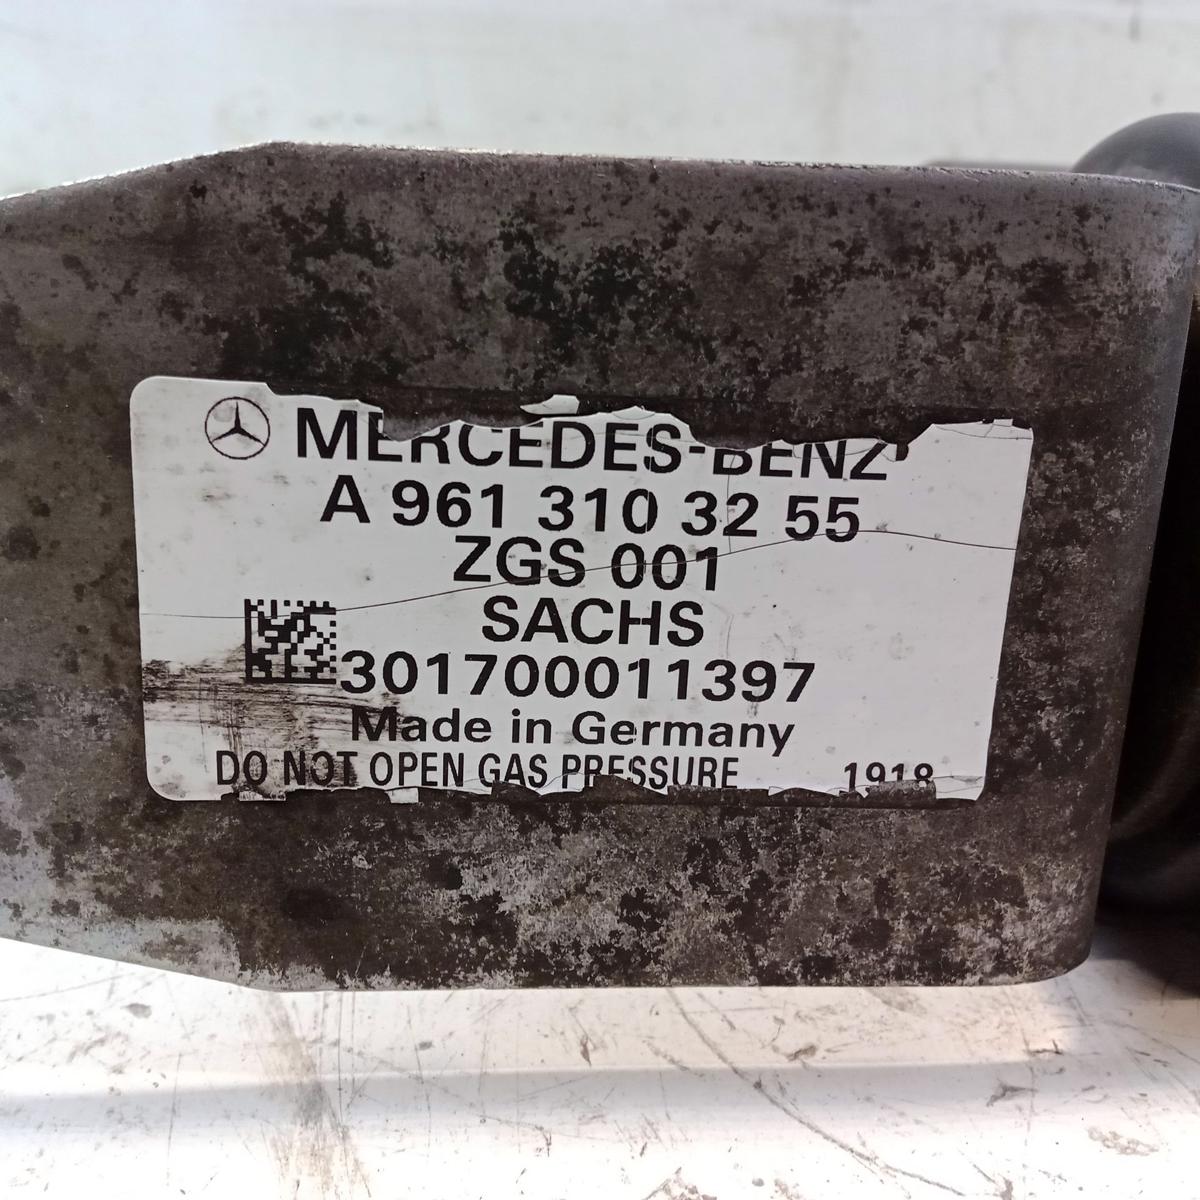 MERCEDES-BENZ
A 961 310 32 55
ZGS 001
SACHS
301700011397
Made in Germany
DO NOT OPEN GAS PRESSURE 1918